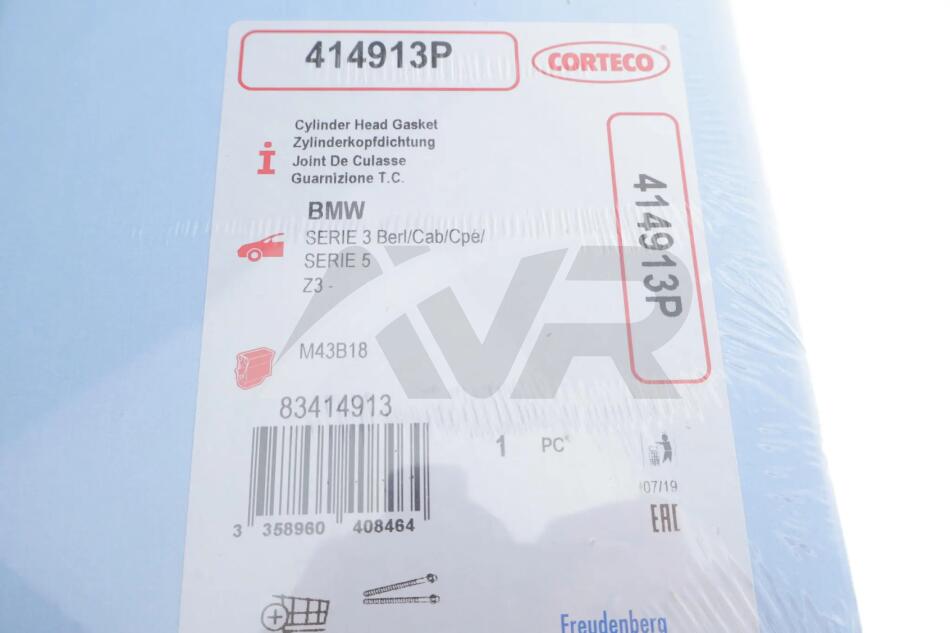 414913P
CORTECO
Cylinder Head Gasket
Zylinderkopfdichtung
Joint De Culasse
Guarnizione T.C.
BMW
SERIE 3 Berl/Cab/Cpe/
SERIE 5
Z3 -
414913P
M43B18
83414913
1 PC
07/19
3 358960 408464
EAC
Freudenberg
VR